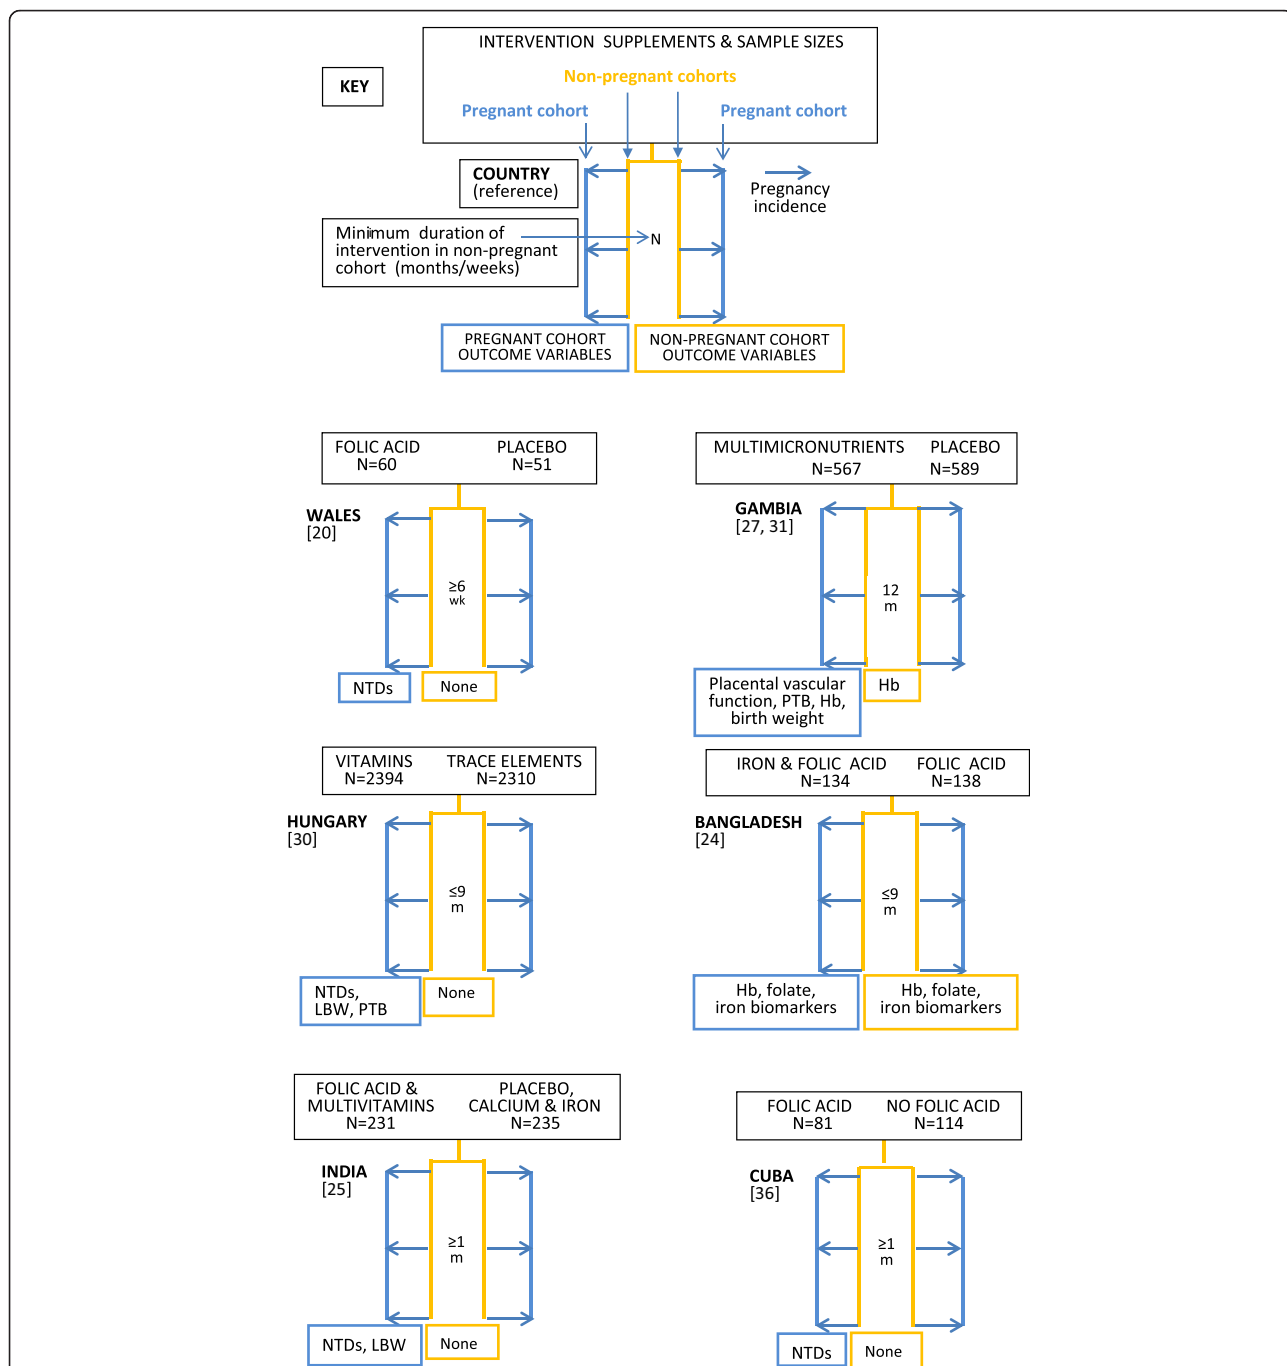 INTERVENTION SUPPLEMENTS & SAMPLE SIZES
Non-pregnant cohorts
KEY
Pregnant cohort
Pregnant cohort
COUNTRY
(reference)
Pregnancy
incidence
Minimum duration of
intervention in non-pregnant
cohort (months/weeks)
N
PREGNANT COHORT
OUTCOME VARIABLES
NON-PREGNANT COHORT
OUTCOME VARIABLES
FOLIC ACID PLACEBO
N=60 N=51
WALES
[20]
≥6
wk
NTDs
None
MULTIMICRONUTRIENTS PLACEBO
N=567 N=589
GAMBIA
[27, 31]
12
m
Placental vascular
function, PTB, Hb,
birth weight
Hb
VITAMINS TRACE ELEMENTS
N=2394 N=2310
HUNGARY
[30]
≤9
m
NTDs,
LBW, PTB
None
IRON & FOLIC ACID FOLIC ACID
N=134 N=138
BANGLADESH
[24]
≤9
m
Hb, folate,
iron biomarkers
Hb, folate,
iron biomarkers
FOLIC ACID & PLACEBO,
MULTIVITAMINS CALCIUM & IRON
N=231 N=235
INDIA
[25]
≥1
m
NTDs, LBW
None
FOLIC ACID NO FOLIC ACID
N=81 N=114
CUBA
[36]
≥1
m
NTDs
None